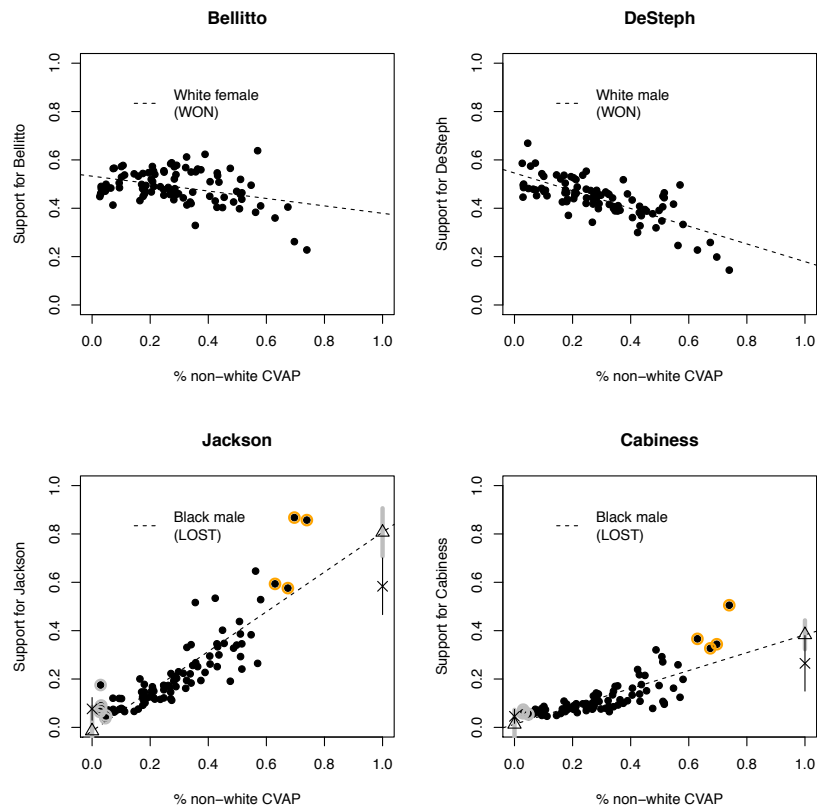 Bellitto
DeSteph
Support for Bellitto
0.0 0.2 0.4 0.6 0.8 1.0
White female
(WON)
0.0 0.2 0.4 0.6 0.8 1.0
% non−white CVAP
Support for DeSteph
0.0 0.2 0.4 0.6 0.8 1.0
White male
(WON)
0.0 0.2 0.4 0.6 0.8 1.0
% non−white CVAP
Jackson
Cabiness
Support for Jackson
0.0 0.2 0.4 0.6 0.8 1.0
Black male
(LOST)
0.0 0.2 0.4 0.6 0.8 1.0
% non−white CVAP
Support for Cabiness
0.0 0.2 0.4 0.6 0.8 1.0
Black male
(LOST)
0.0 0.2 0.4 0.6 0.8 1.0
% non−white CVAP